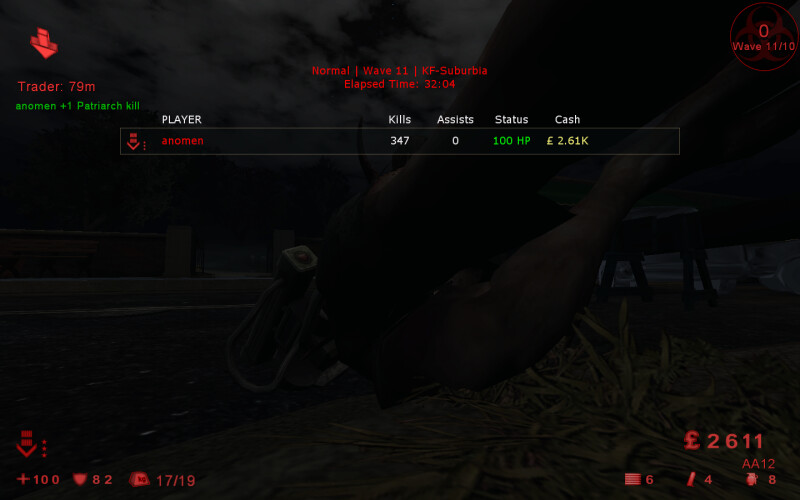 0
Wave 11/10
Normal | Wave 11 | KF-Suburbia
Elapsed Time: 32:04
Trader: 79m
anomen +1 Patriarch kill
PLAYER Kills Assists Status Cash
anomen 347 0 100 HP £ 2.61K
£ 2611
AA12
+100 82 17/19 6 4 8